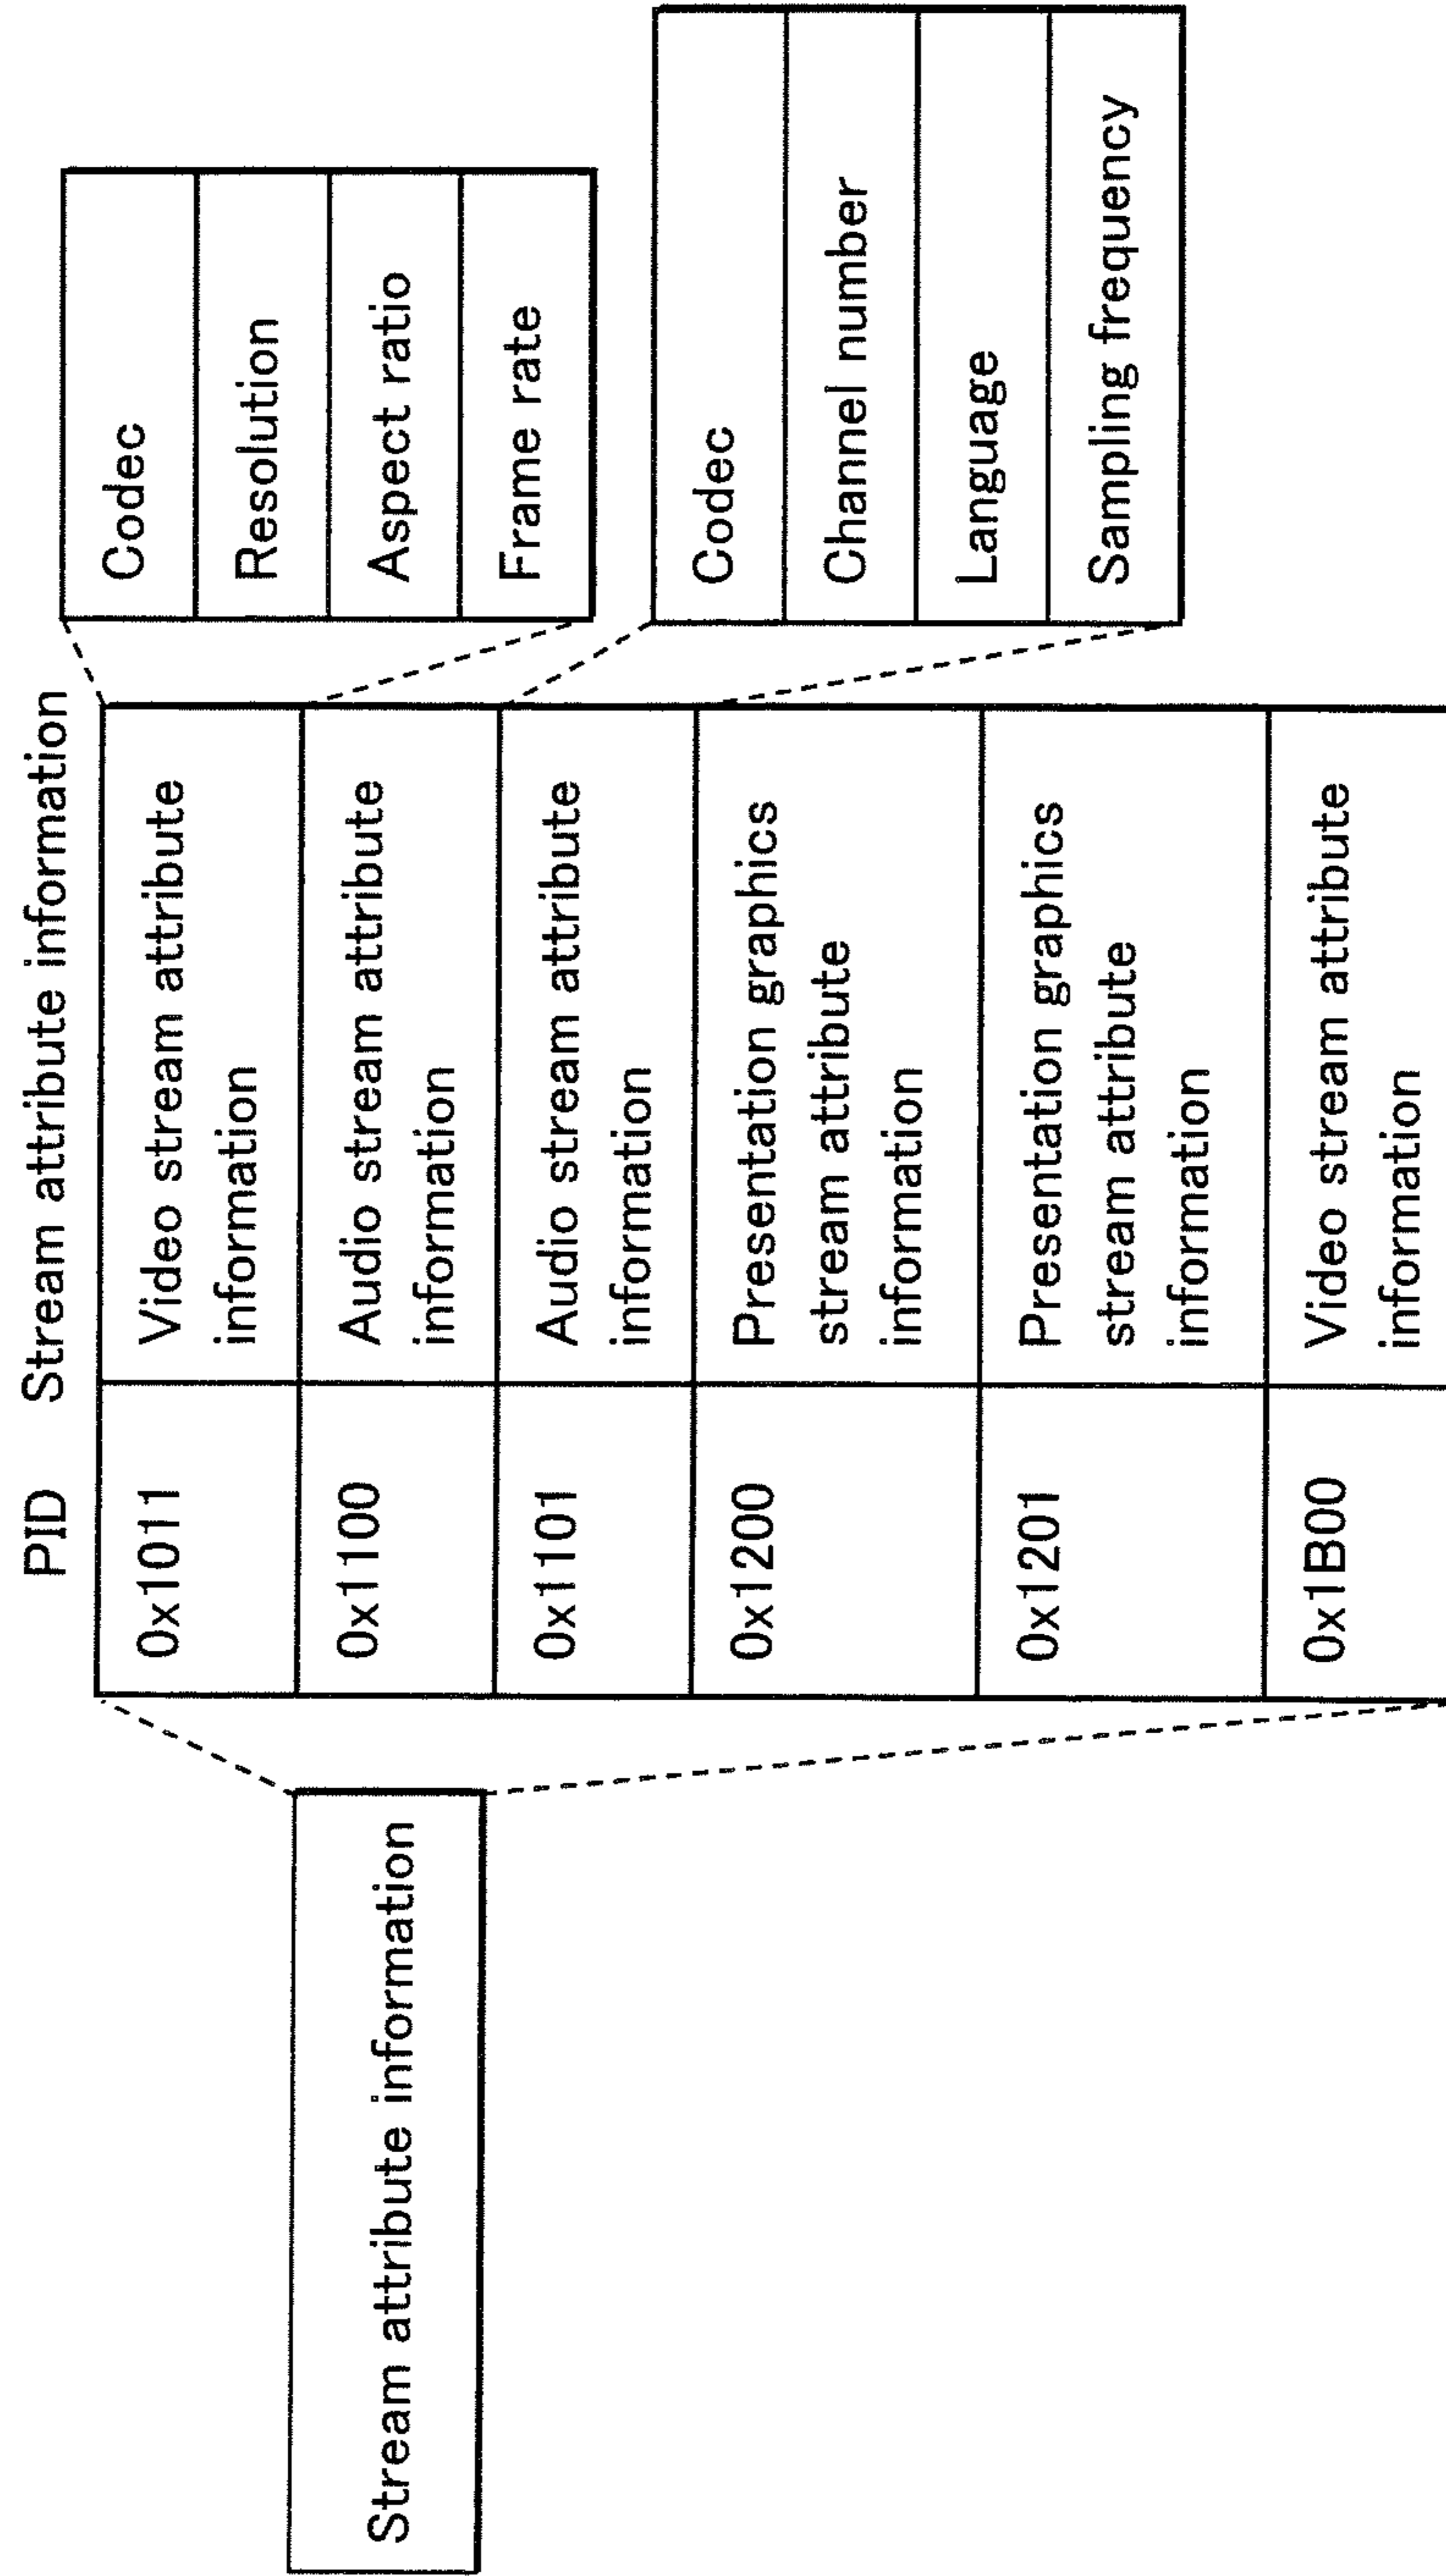 PID Stream attribute information
Stream attribute information
0x1011
Video stream attribute
information
0x1100
Audio stream attribute
information
0x1101
Audio stream attribute
information
0x1200
Presentation graphics
stream attribute
information
0x1201
Presentation graphics
stream attribute
information
0x1B00
Video stream attribute
information
Codec
Resolution
Aspect ratio
Frame rate
Codec
Channel number
Language
Sampling frequency